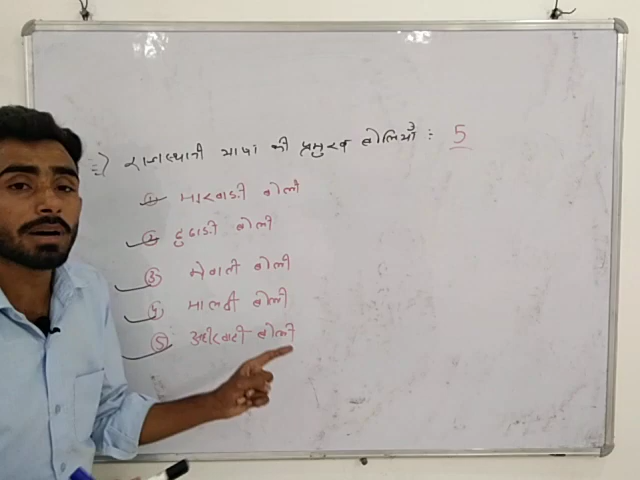 => राजस्थानी भाषा की प्रमुख बोलियाँ : 5
① मारवाडी बोली
② ढुढाडी बोली
③ मेवाती बोली
④ मालवी बोली
⑤ अहीरवाटी बोली